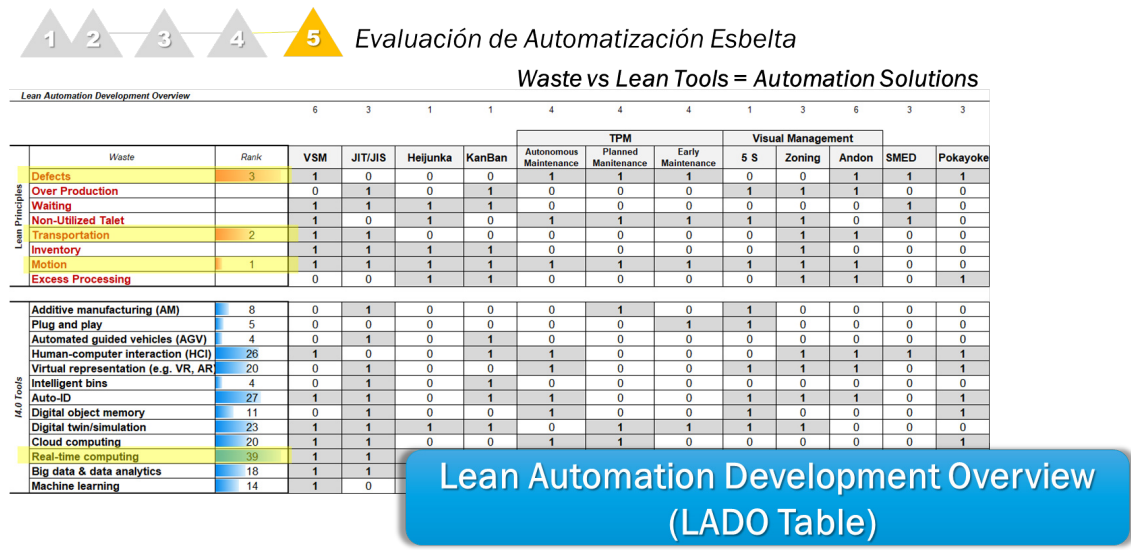 1 2 3 4 5 Evaluación de Automatización Esbelta
Waste vs Lean Tools = Automation Solutions
Lean Automation Development Overview
6 3 1 1 4 4 4 1 3 6 3 3
TPM Visual Management
Waste Rank VSM JIT/JIS Heijunka KanBan Autonomous Maintenance Planned Manitenance Early Maintenance 5 S Zoning Andon SMED Pokayoke
Lean Principles
Defects 3 1 0 0 0 1 1 1 0 0 1 1 1
Over Production 0 1 0 1 0 0 0 1 1 1 0 0
Waiting 1 1 1 1 0 0 0 0 0 0 1 0
Non-Utilized Talet 1 0 1 0 1 1 1 1 1 0 1 0
Transportation 2 1 1 0 0 0 0 0 0 1 1 0 0
Inventory 1 1 1 1 0 0 0 0 1 0 0 0
Motion 1 1 1 1 1 1 1 1 1 1 1 0 0
Excess Processing 0 0 1 1 0 0 0 0 1 1 0 1
I4.0 Tools
Additive manufacturing (AM) 8 0 1 0 0 0 1 0 1 0 0 0 0
Plug and play 5 0 0 0 0 0 0 1 1 0 0 0 0
Automated guided vehicles (AGV) 4 0 1 0 1 0 0 0 0 0 0 0 0
Human-computer interaction (HCI) 26 1 0 0 1 1 0 0 0 1 1 1 1
Virtual representation (e.g. VR, AR) 20 0 1 0 0 1 0 0 1 1 1 0 1
Intelligent bins 4 0 1 0 1 0 0 0 0 0 0 0 0
Auto-ID 27 1 1 0 1 1 0 0 1 1 1 0 1
Digital object memory 11 0 1 0 0 1 0 0 1 0 0 0 1
Digital twin/simulation 23 1 1 1 1 0 1 1 1 1 0 0 0
Cloud computing 20 1 1 0 0 1 1 0 0 0 0 0 1
Real-time computing 39 1 1
Big data & data analytics 18 1 1
Machine learning 14 1 0
Lean Automation Development Overview
(LADO Table)